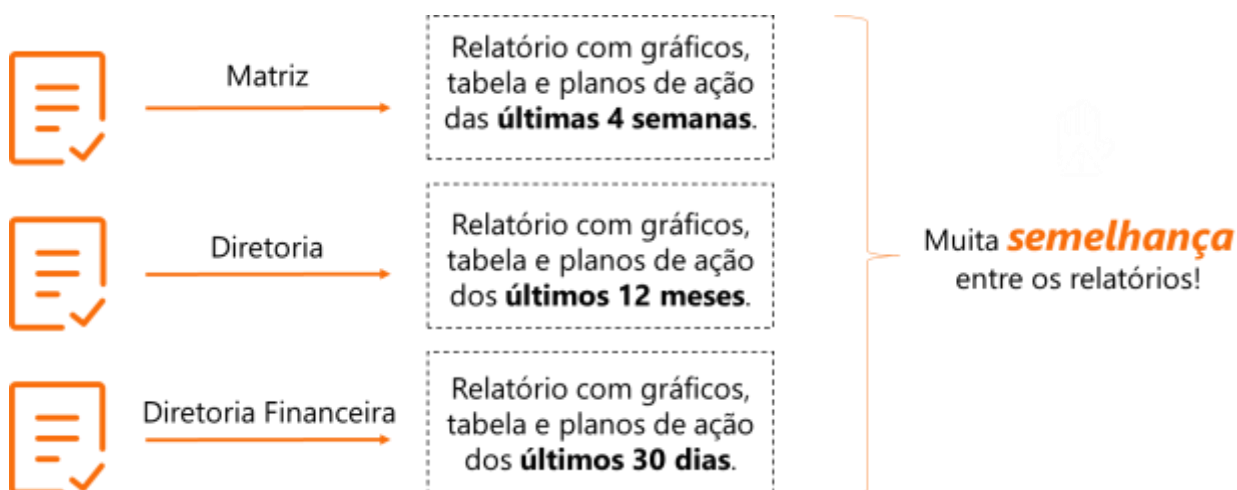 Matriz
Relatório com gráficos,
tabela e planos de ação
das últimas 4 semanas.
Diretoria
Relatório com gráficos,
tabela e planos de ação
dos últimos 12 meses.
Diretoria Financeira
Relatório com gráficos,
tabela e planos de ação
dos últimos 30 dias.
Muita semelhança
entre os relatórios!